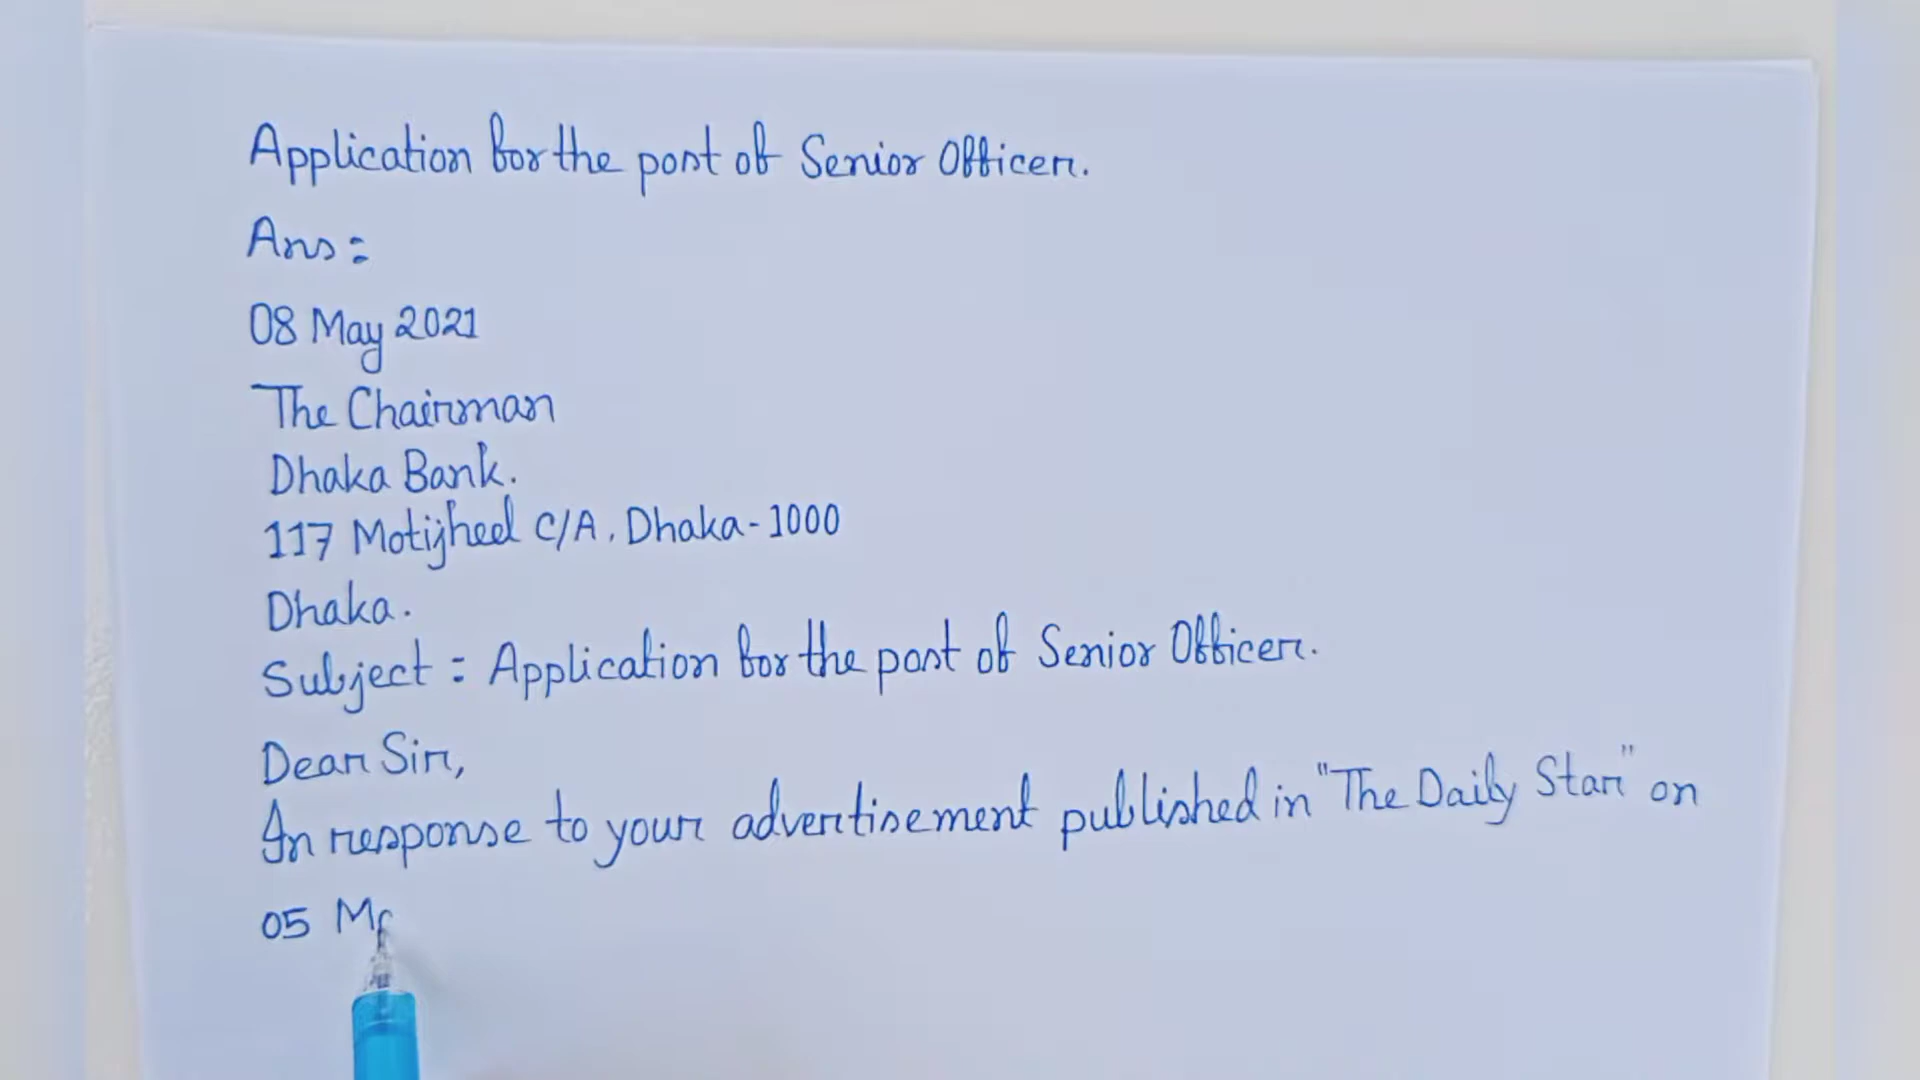 Application for the post of Senior Officer.
Ans:
08 May 2021
The Chairman
Dhaka Bank.
117 Motijheel C/A, Dhaka-1000
Dhaka.
Subject: Application for the post of Senior Officer.
Dear Sir,
In response to your advertisement published in "The Daily Star" on
05